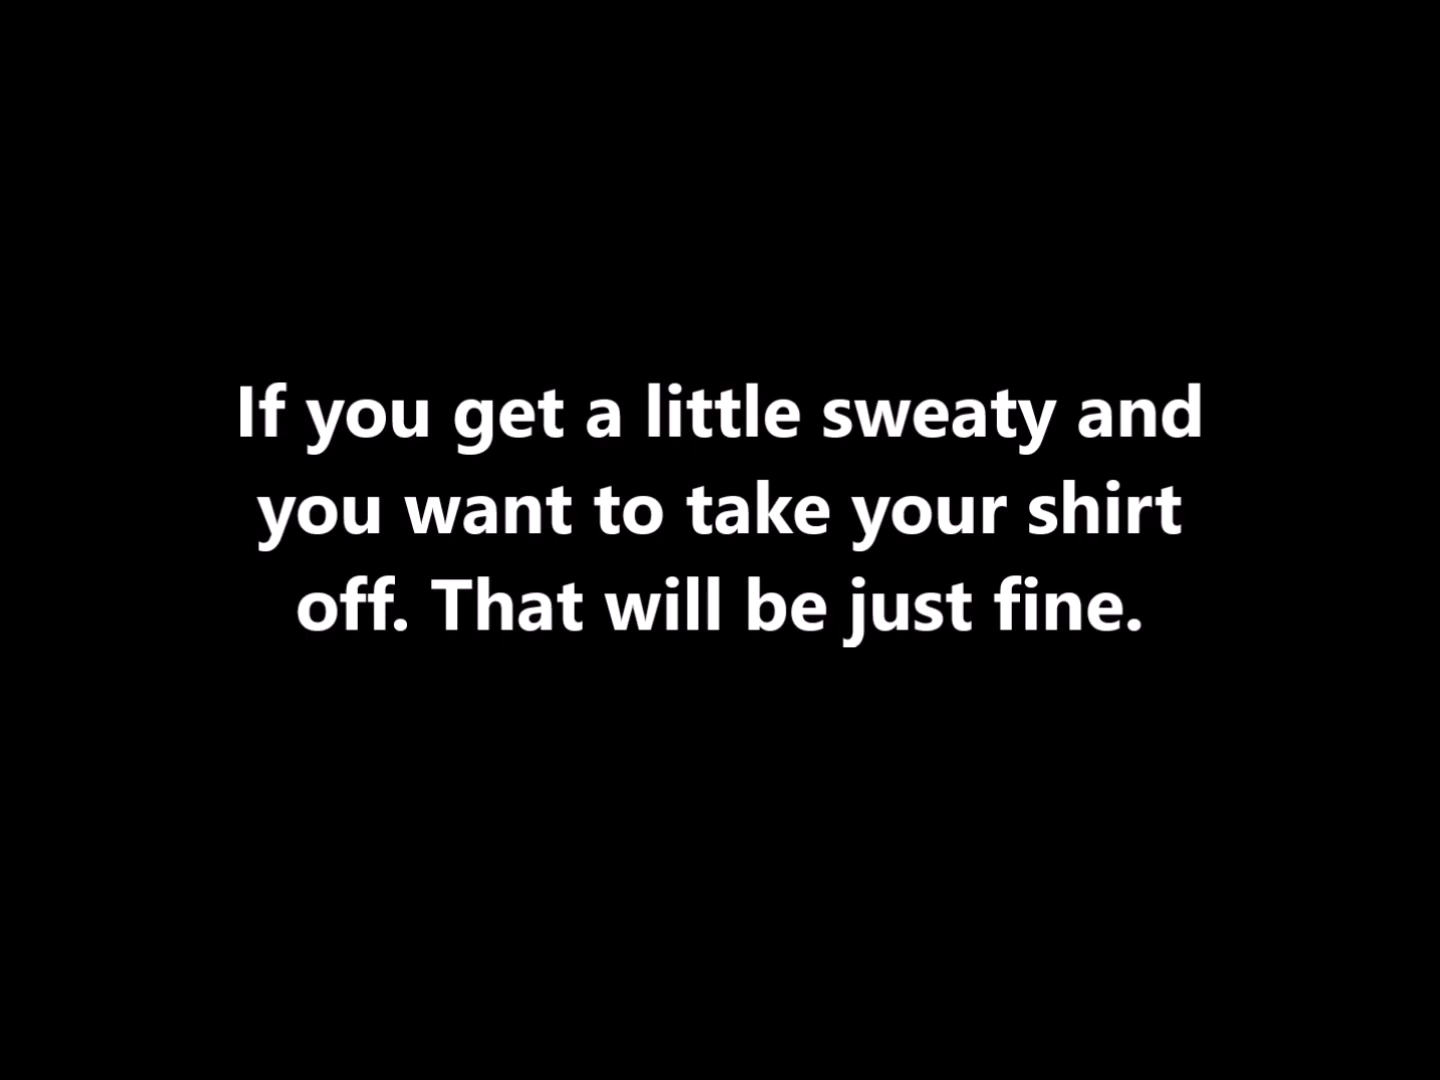 If you get a little sweaty and
you want to take your shirt
off. That will be just fine.